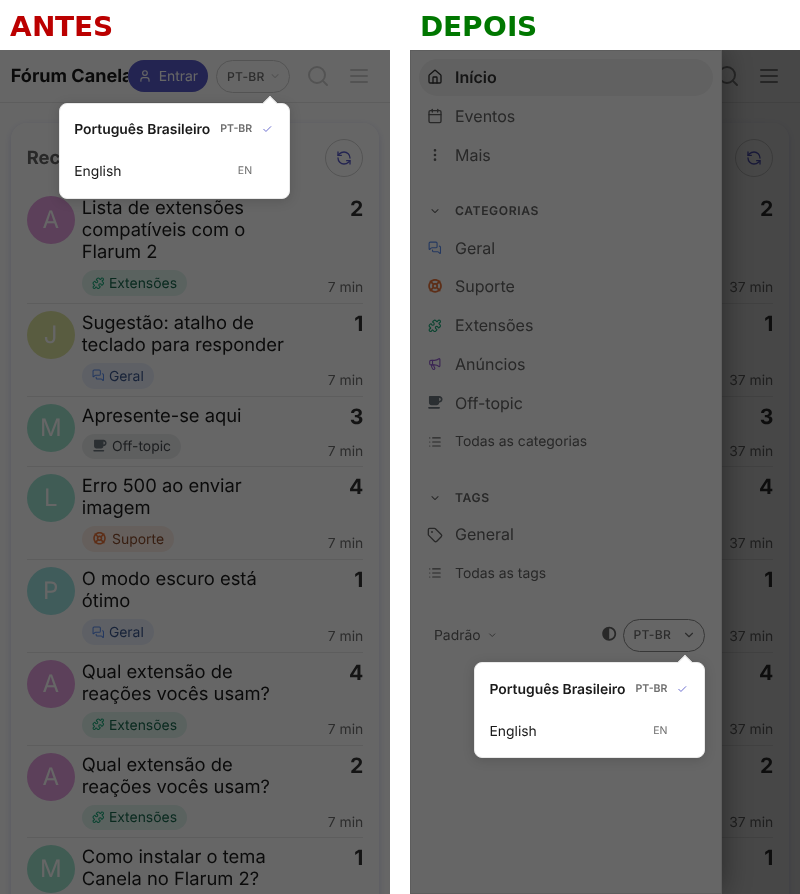 ANTES
Fórum Canela
Entrar
PT-BR
Português Brasileiro PT-BR
English EN
Rec
A
Lista de extensões
compatíveis com o
Flarum 2
2
Extensões
7 min
J
Sugestão: atalho de
teclado para responder
1
Geral
7 min
M
Apresente-se aqui
3
Off-topic
7 min
L
Erro 500 ao enviar
imagem
4
Suporte
7 min
P
O modo escuro está
ótimo
1
Geral
7 min
A
Qual extensão de
reações vocês usam?
4
Extensões
7 min
A
Qual extensão de
reações vocês usam?
2
Extensões
7 min
M
Como instalar o tema
Canela no Flarum 2?
1
DEPOIS
Início
Eventos
Mais
CATEGORIAS
Geral
Suporte
Extensões
Anúncios
Off-topic
Todas as categorias
TAGS
General
Todas as tags
Padrão
PT-BR
Português Brasileiro PT-BR
English EN
2
37 min
1
37 min
3
37 min
4
37 min
1
37 min
4
37 min
2
37 min
1